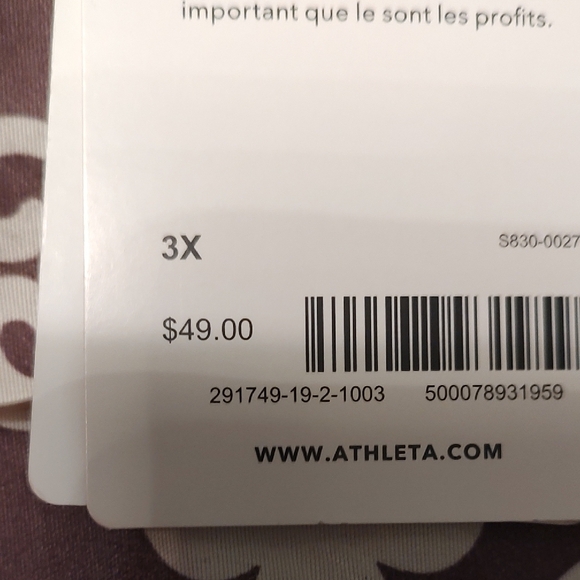 important que le sont les profits.
3X
S830-0027
$49.00
291749-19-2-1003 500078931959
WWW.ATHLETA.COM